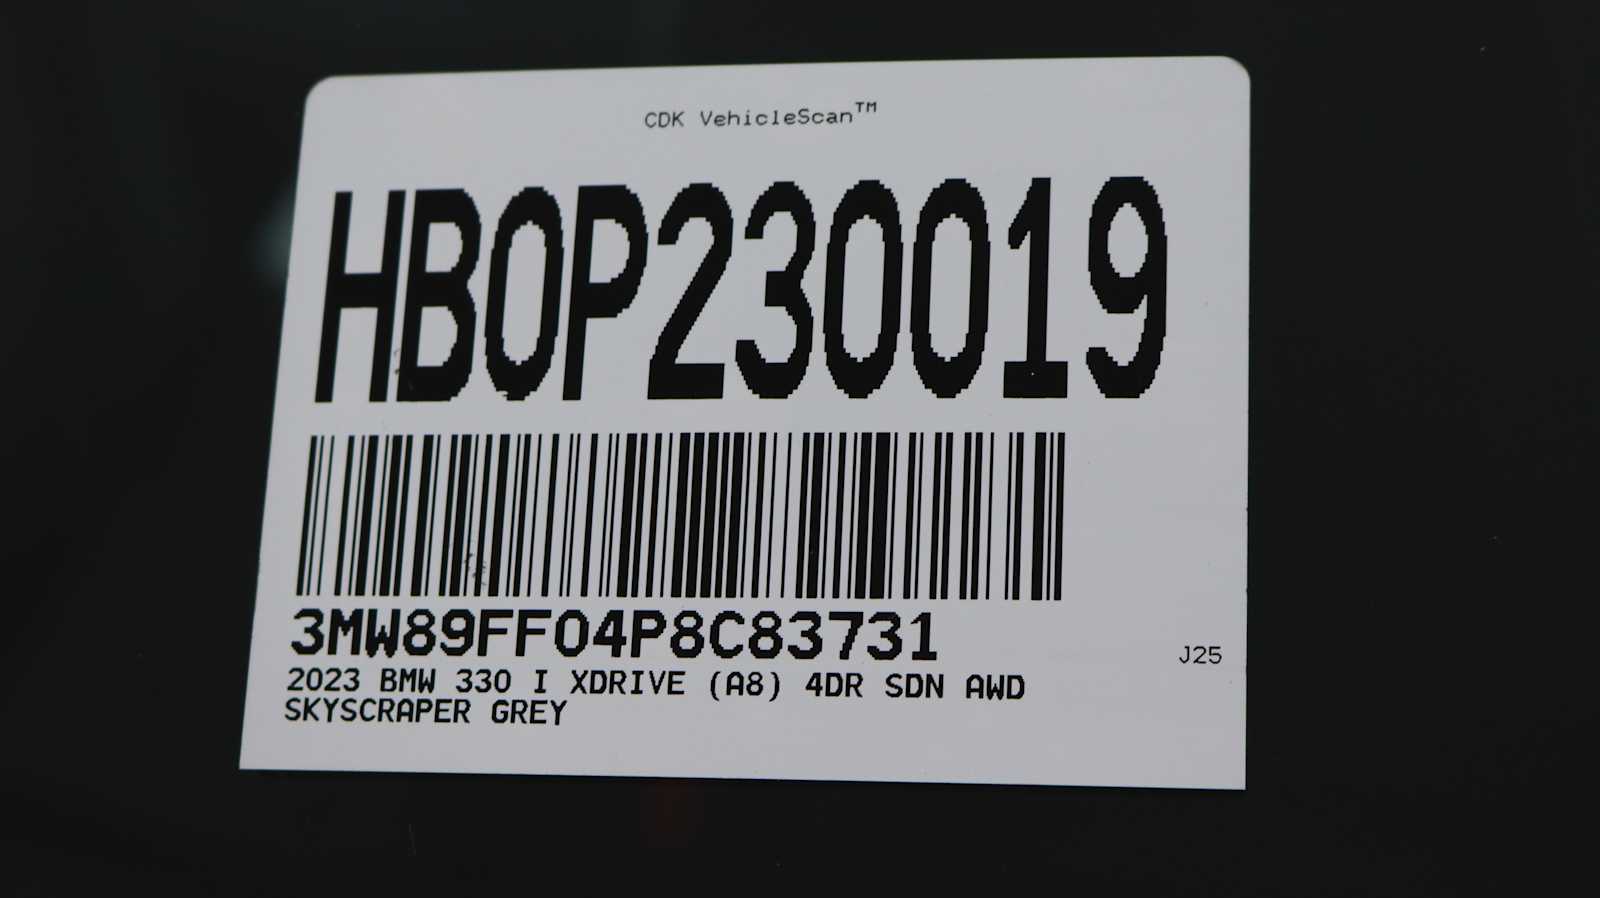 CDK VehicleScan™
HBOP230019
3MW89FF04P8C83731
J25
2023 BMW 330 I XDRIVE (A8) 4DR SDN AWD
SKYSCRAPER GREY